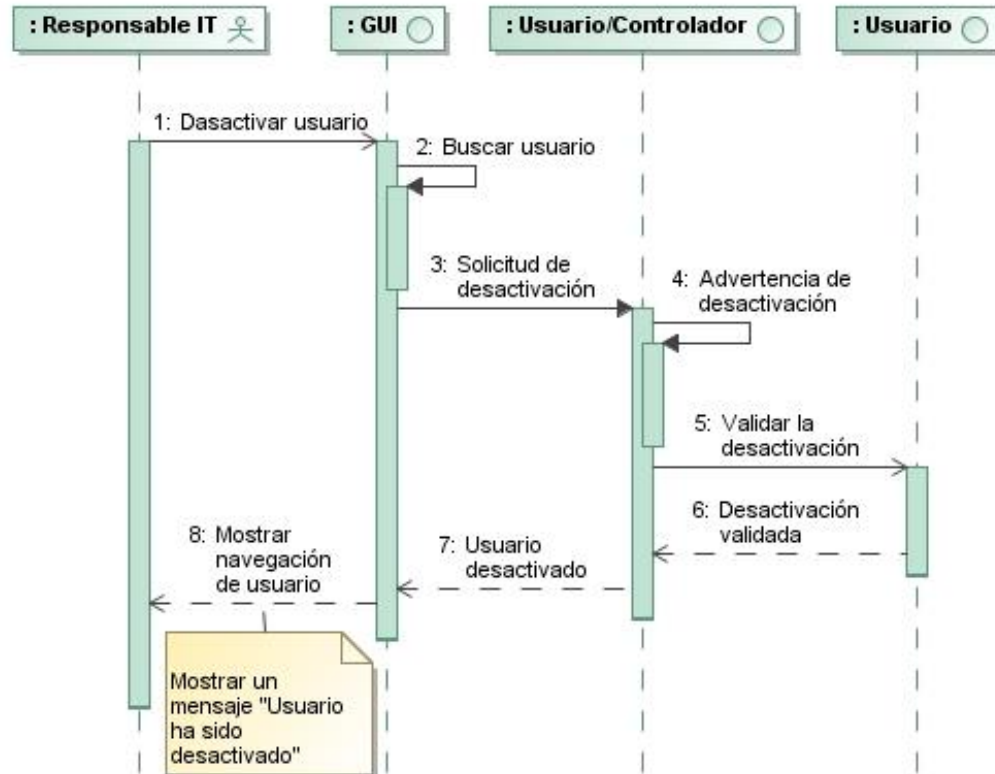 : Responsable IT
: GUI
: Usuario/Controlador
: Usuario
1: Dasactivar usuario
2: Buscar usuario
3: Solicitud de
desactivación
4: Advertencia de
desactivación
5: Validar la
desactivación
6: Desactivación
validada
7: Usuario
desactivado
8: Mostrar
navegación
de usuario
Mostrar un
mensaje "Usuario
ha sido
desactivado"